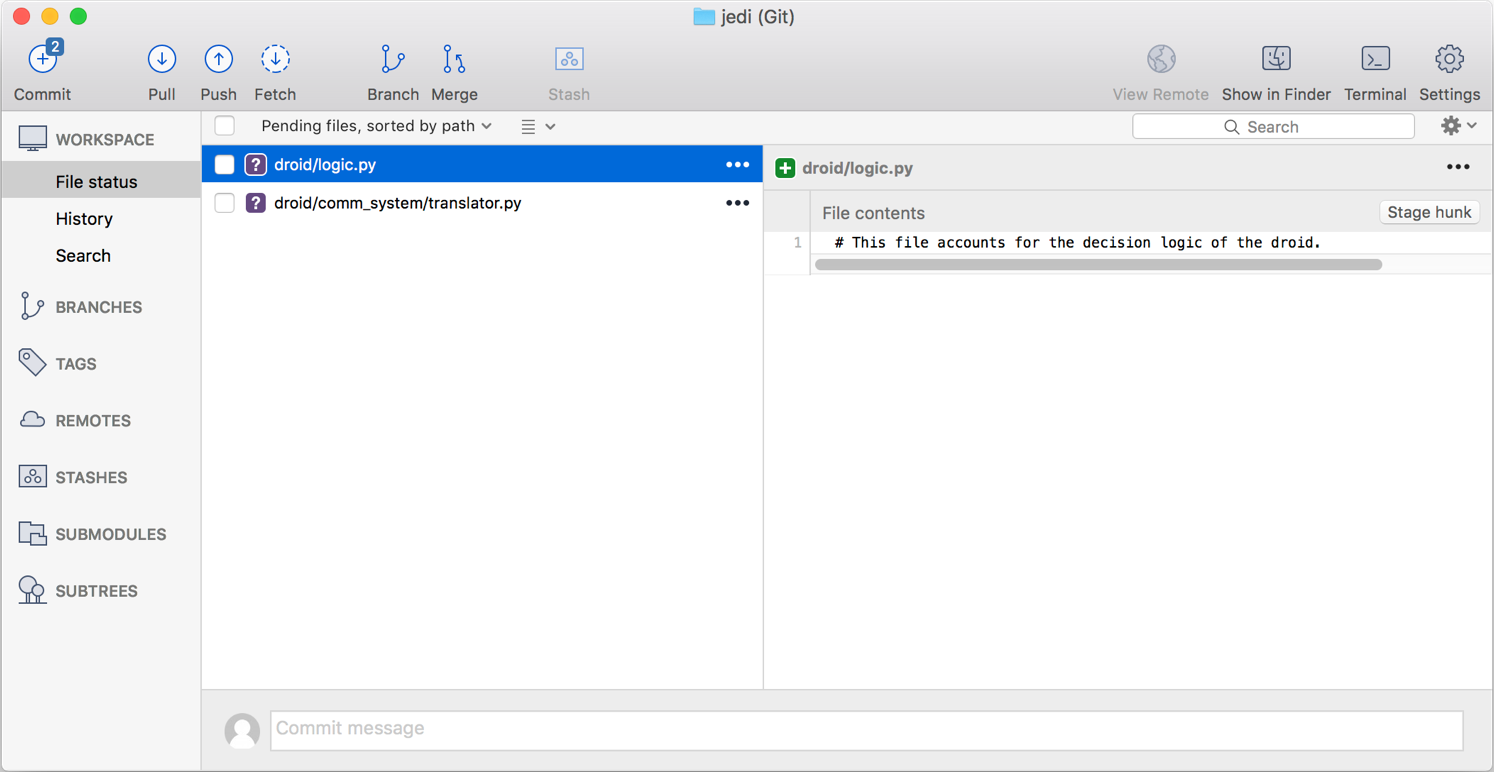 jedi (Git)
2
Commit Pull Push Fetch Branch Merge Stash View Remote Show in Finder Terminal Settings
WORKSPACE
File status
History
Search
BRANCHES
TAGS
REMOTES
STASHES
SUBMODULES
SUBTREES
Pending files, sorted by path
Search
? droid/logic.py •••
? droid/comm_system/translator.py •••
droid/logic.py •••
File contents Stage hunk
1 # This file accounts for the decision logic of the droid.
Commit message